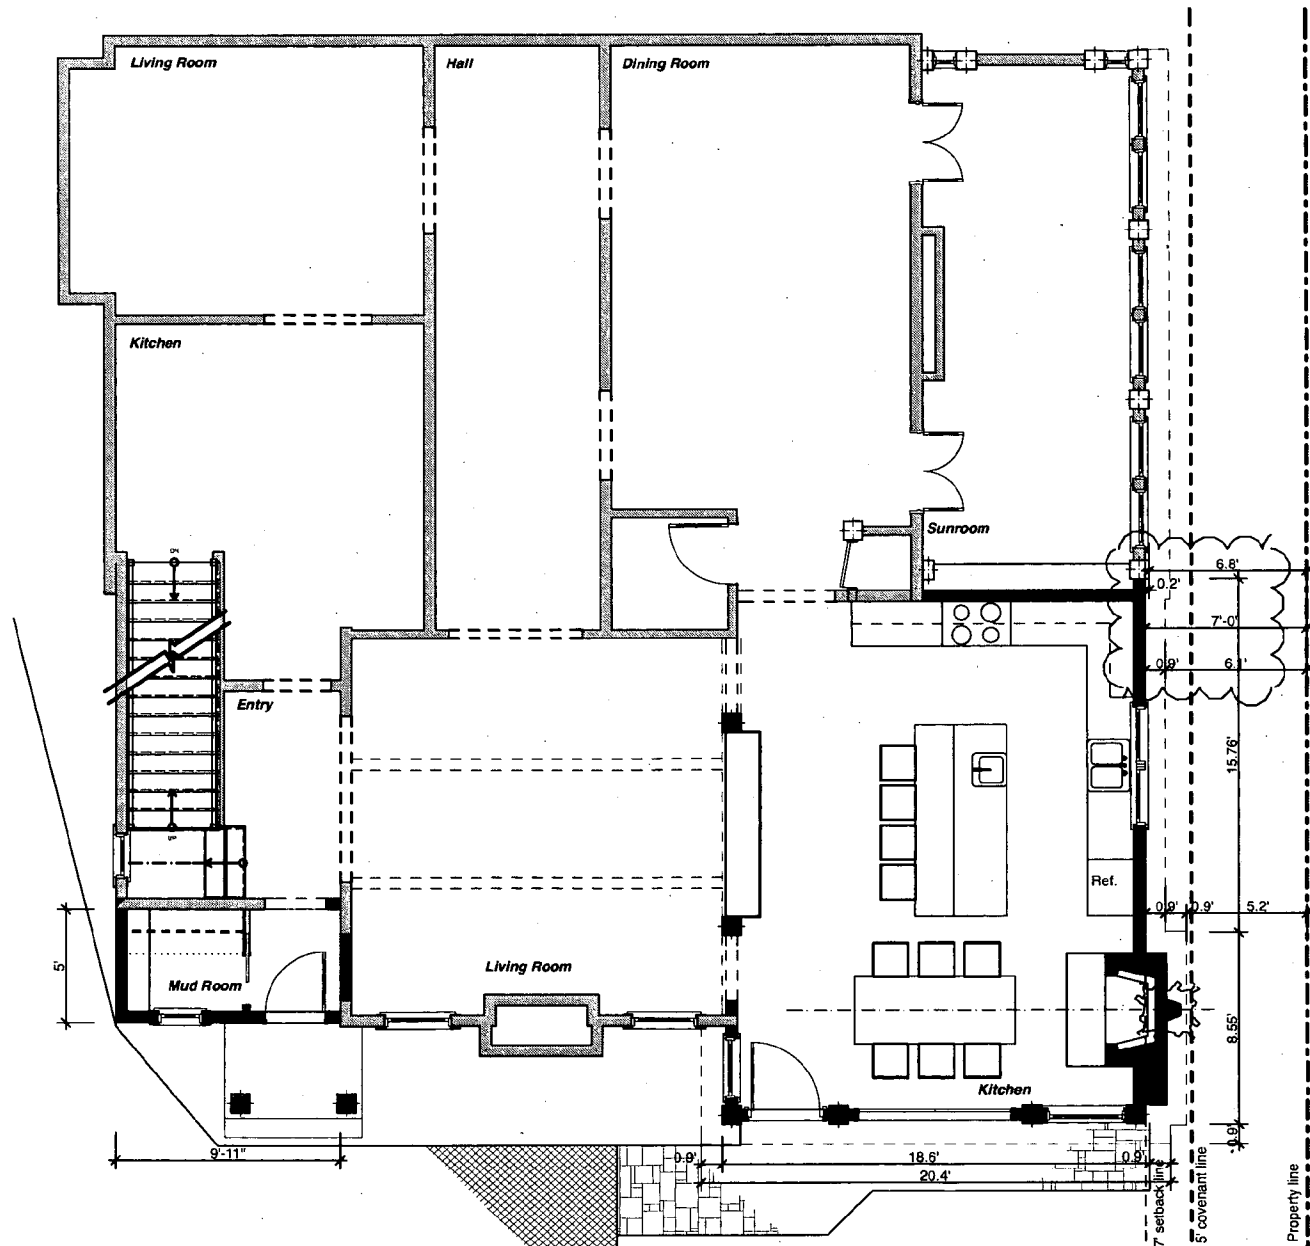 Living Room
Hall
Dining Room
Kitchen
Sunroom
6.8'
0.2'
7'-0'
0.9'
6.1'
Entry
15.76'
Ref.
0.9'
0.9'
5.2'
5'
Mud Room
Living Room
8.55'
Kitchen
0.9'
9'-11"
0.9'
18.6'
0.9'
20.4'
7' setback line
5' covenant line
Property line